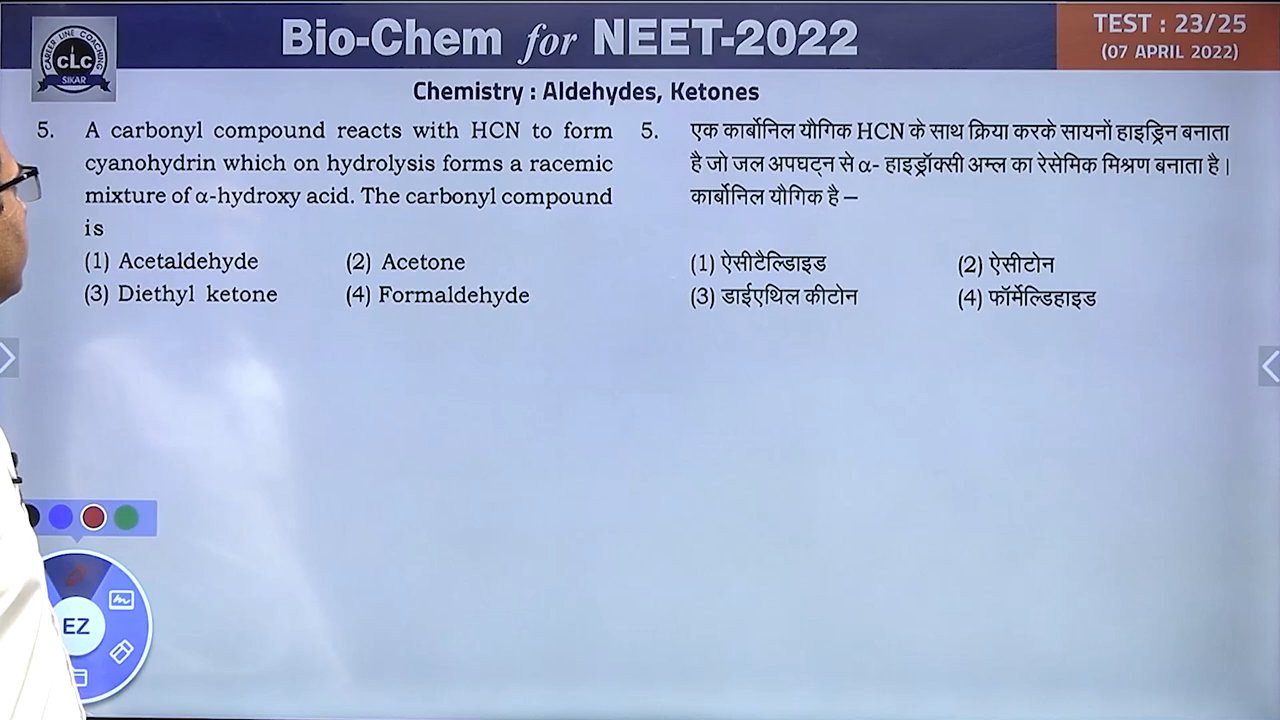 CAREER LINE COACHING
CLC
SIKAR
Bio-Chem for NEET-2022
TEST : 23/25
(07 APRIL 2022)
Chemistry : Aldehydes, Ketones
5. A carbonyl compound reacts with HCN to form
cyanohydrin which on hydrolysis forms a racemic
mixture of α-hydroxy acid. The carbonyl compound
is
(1) Acetaldehyde (2) Acetone
(3) Diethyl ketone (4) Formaldehyde
5. एक कार्बोनिल यौगिक HCN के साथ क्रिया करके सायनों हाइड्रिन बनाता
है जो जल अपघट्न से α- हाइड्रॉक्सी अम्ल का रेसेमिक मिश्रण बनाता है।
कार्बोनिल यौगिक है –
(1) ऐसीटैल्डिाइड (2) ऐसीटोन
(3) डाईएथिल कीटोन (4) फॉर्मेल्डिहाइड
EZ